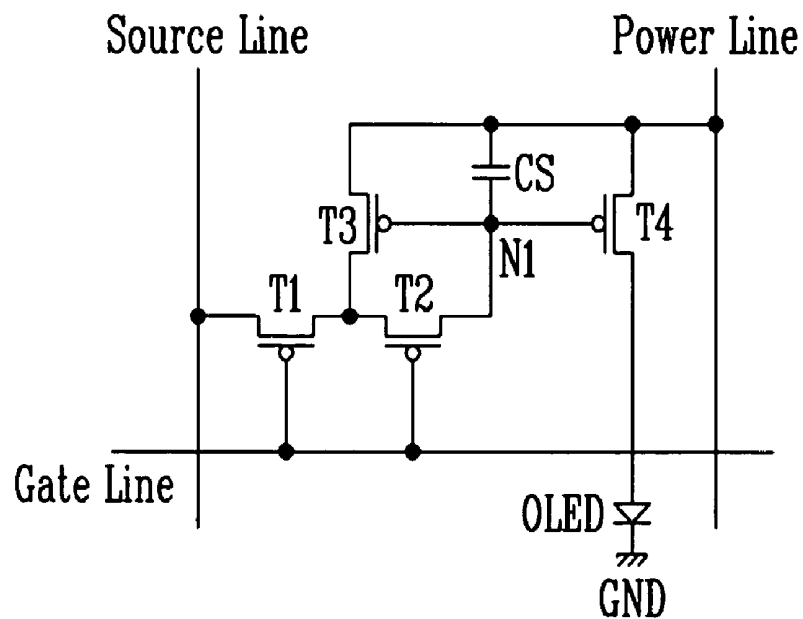 Source Line
Power Line
CS
T3
T4
N1
T1
T2
Gate Line
OLED
GND